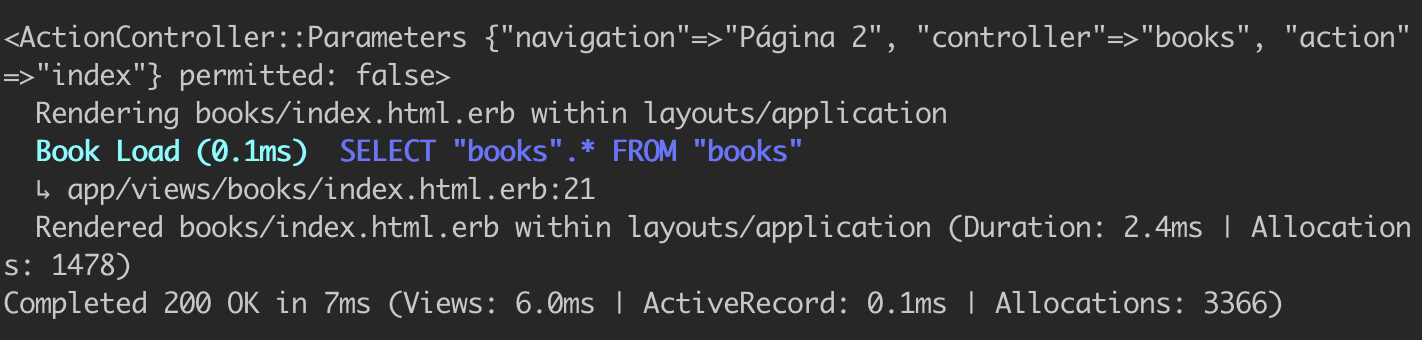 <ActionController::Parameters {"navigation"=>"Página 2", "controller"=>"books", "action"
=>"index"} permitted: false>
  Rendering books/index.html.erb within layouts/application
  Book Load (0.1ms)  SELECT "books".* FROM "books"
  ↳ app/views/books/index.html.erb:21
  Rendered books/index.html.erb within layouts/application (Duration: 2.4ms | Allocation
s: 1478)
Completed 200 OK in 7ms (Views: 6.0ms | ActiveRecord: 0.1ms | Allocations: 3366)